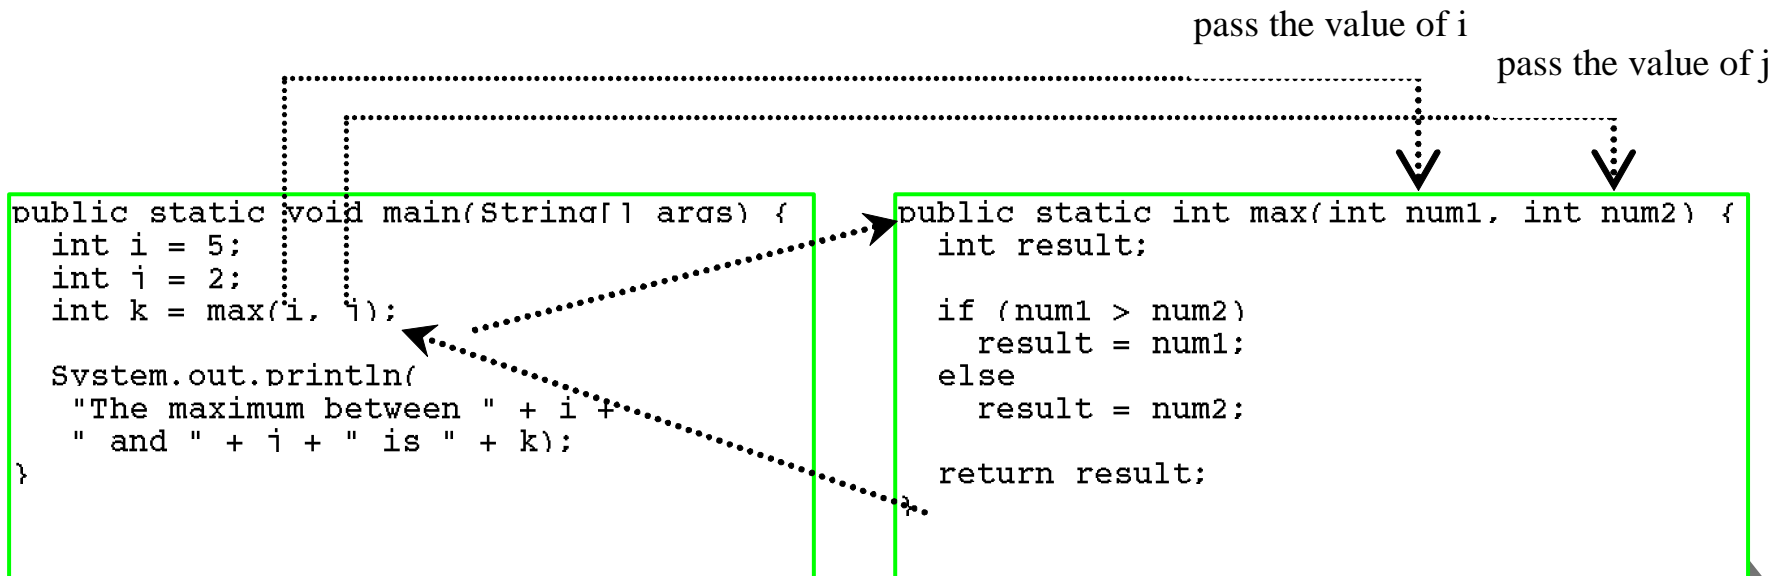 pass the value of i
pass the value of j
public static void main(String[] args) {
  int i = 5;
  int j = 2;
  int k = max(i, j);

  System.out.println(
   "The maximum between " + i +
   " and " + j + " is " + k);
}
public static int max(int num1, int num2) {
  int result;

  if (num1 > num2)
    result = num1;
  else
    result = num2;

  return result;
}